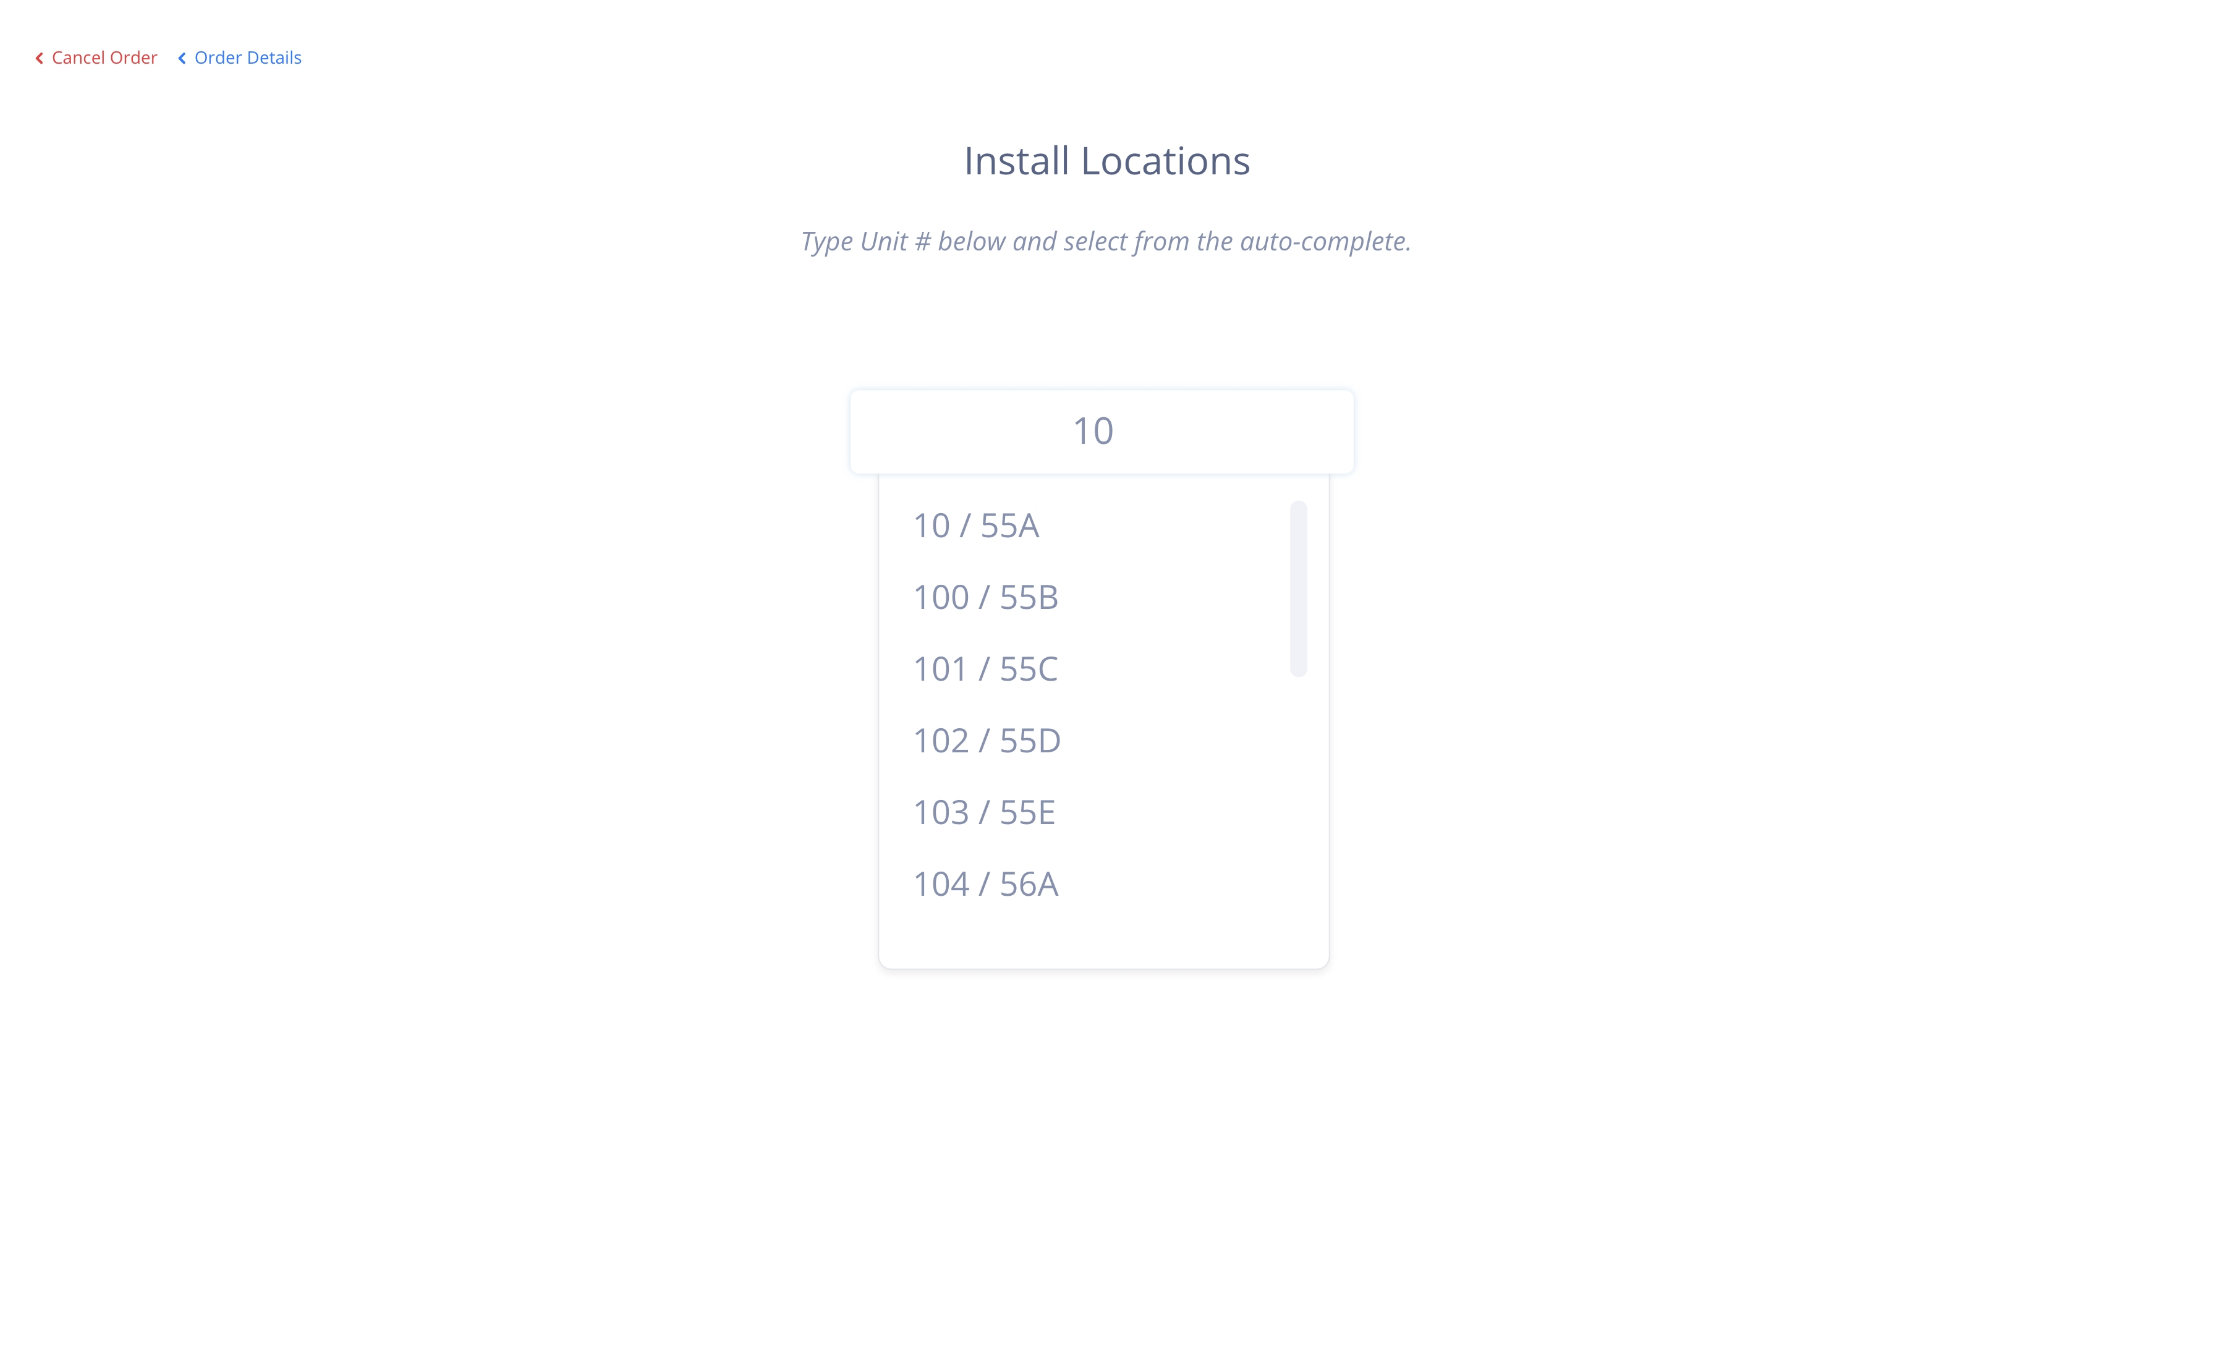 Cancel Order Order Details
Install Locations
Type Unit # below and select from the auto-complete.
10
10 / 55A
100 / 55B
101 / 55C
102 / 55D
103 / 55E
104 / 56A